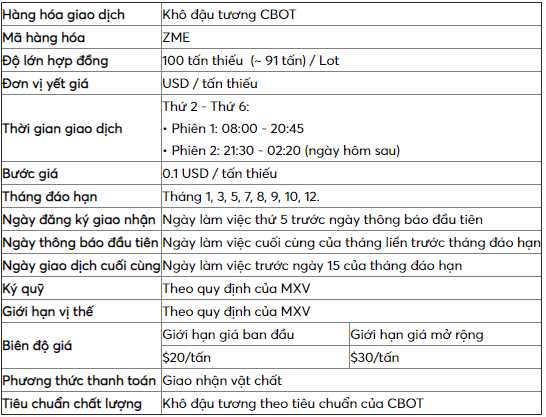 Hàng hóa giao dịch Khô đậu tương CBOT
Mã hàng hóa ZME
Độ lớn hợp đồng 100 tấn thiếu (~ 91 tấn) / Lot
Đơn vị yết giá USD / tấn thiếu
Thời gian giao dịch
Thứ 2 - Thứ 6:
• Phiên 1: 08:00 - 20:45
• Phiên 2: 21:30 - 02:20 (ngày hôm sau)
Bước giá 0.1 USD / tấn thiếu
Tháng đáo hạn Tháng 1, 3, 5, 7, 8, 9, 10, 12.
Ngày đăng ký giao nhận Ngày làm việc thứ 5 trước ngày thông báo đầu tiên
Ngày thông báo đầu tiên Ngày làm việc cuối cùng của tháng liền trước tháng đáo hạn
Ngày giao dịch cuối cùng Ngày làm việc trước ngày 15 của tháng đáo hạn
Ký quỹ Theo quy định của MXV
Giới hạn vị thế Theo quy định của MXV
Biên độ giá
Giới hạn giá ban đầu Giới hạn giá mở rộng
$20/tấn $30/tấn
Phương thức thanh toán Giao nhận vật chất
Tiêu chuẩn chất lượng Khô đậu tương theo tiêu chuẩn của CBOT